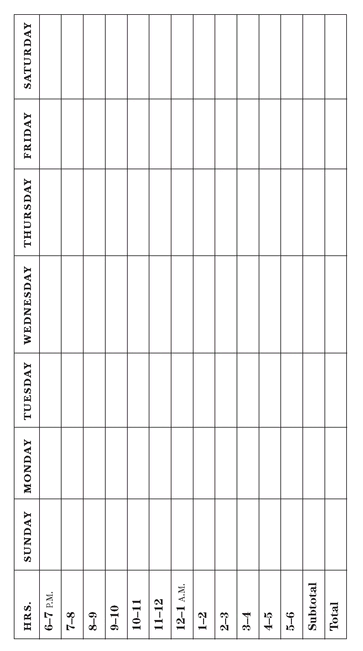 HRS. SUNDAY MONDAY TUESDAY WEDNESDAY THURSDAY FRIDAY SATURDAY
6–7 P.M.
7–8
8–9
9–10
10–11
11–12
12–1 A.M.
1–2
2–3
3–4
4–5
5–6
Subtotal
Total